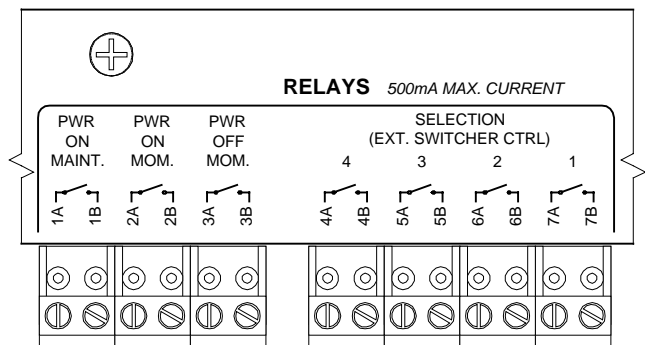 RELAYS 500mA MAX. CURRENT
PWR ON MAINT.
PWR ON MOM.
PWR OFF MOM.
SELECTION
(EXT. SWITCHER CTRL)
4 3 2 1
1A 1B 2A 2B 3A 3B 4A 4B 5A 5B 6A 6B 7A 7B